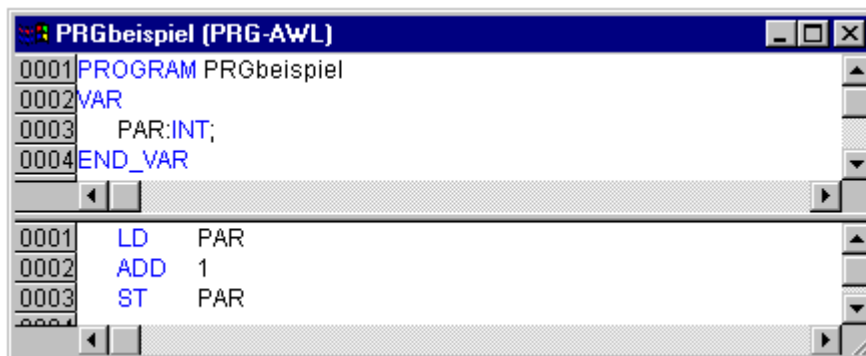 PRGbeispiel (PRG-AWL)
0001 PROGRAM PRGbeispiel
0002 VAR
0003 PAR:INT;
0004 END_VAR
0001 LD PAR
0002 ADD 1
0003 ST PAR